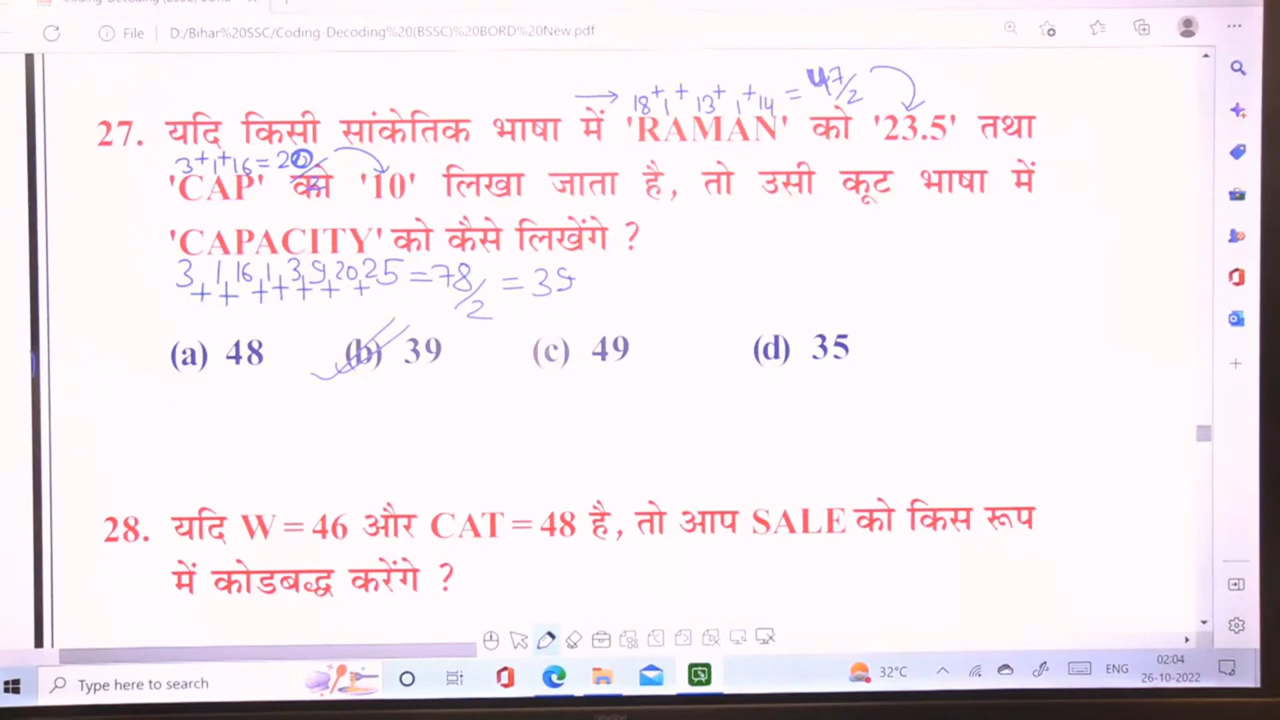 File D:/Bihar%20SSC/Coding-Decoding%20(BSSC)%20BORD%20New.pdf
18+1+13+1+14 = 47/2
27. यदि किसी सांकेतिक भाषा में 'RAMAN' को '23.5' तथा
3+1+16=20/2
'CAP' को '10' लिखा जाता है, तो उसी कूट भाषा में
'CAPACITY' को कैसे लिखेंगे ?
3+1+16+1+3+9+20+25=78/2=39
(a) 48 (b) 39 (c) 49 (d) 35
28. यदि W=46 और CAT=48 है, तो आप SALE को किस रूप
में कोडबद्ध करेंगे ?
Type here to search 32°C ENG 02:04
26-10-2022